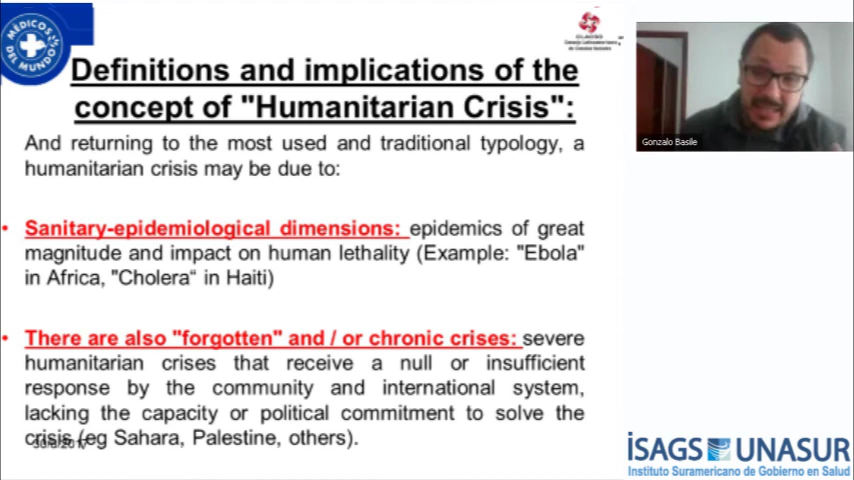 MÉDICOS
DEL MUNDO
Definitions and implications of the
concept of "Humanitarian Crisis":
And returning to the most used and traditional typology, a
humanitarian crisis may be due to:
• Sanitary-epidemiological dimensions: epidemics of great
magnitude and impact on human lethality (Example: "Ebola"
in Africa, "Cholera“ in Haiti)
• There are also "forgotten" and / or chronic crises: severe
humanitarian crises that receive a null or insufficient
response by the community and international system,
lacking the capacity or political commitment to solve the
crisis (eg Sahara, Palestine, others).
Gonzalo Basile
ISAGS UNASUR
Instituto Suramericano de Gobierno en Salud